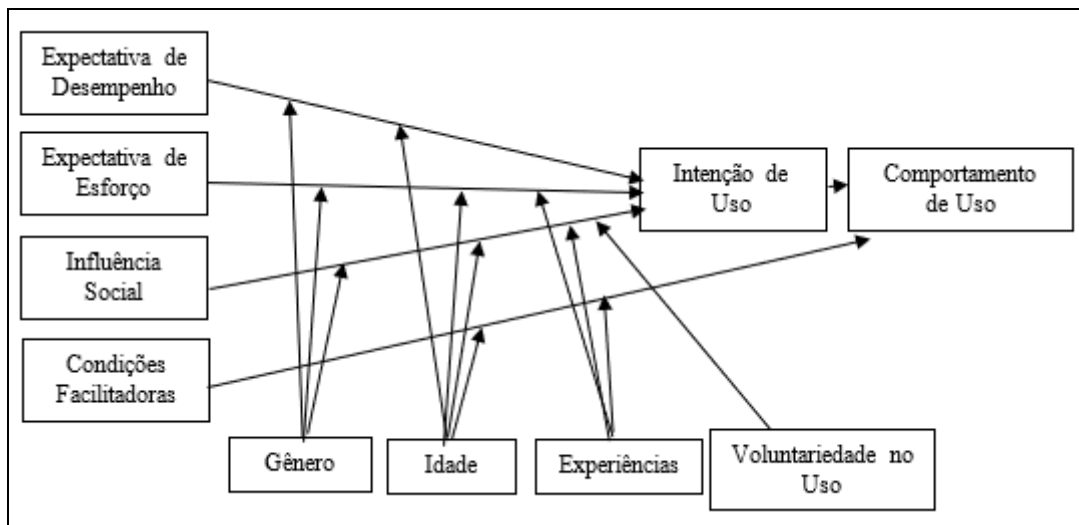 Expectativa de
Desempenho
Expectativa de
Esforço
Influência
Social
Condições
Facilitadoras
Intenção de
Uso
Comportamento
de Uso
Gênero
Idade
Experiências
Voluntariedade no
Uso